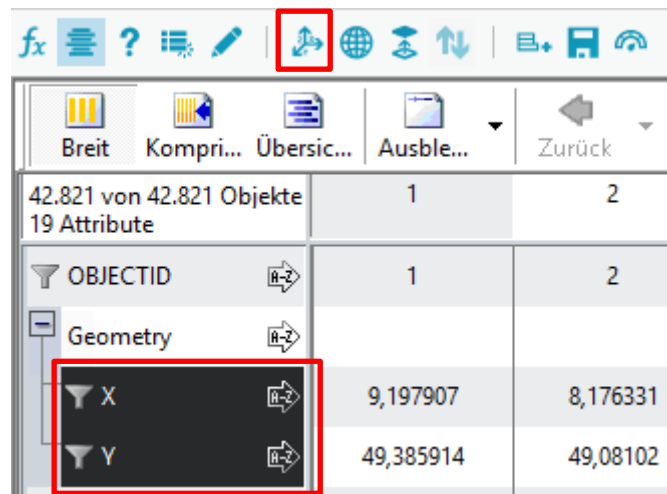 fx ?
Breit Kompri... Übersic... Ausble... Zurück
42.821 von 42.821 Objekte 1 2
19 Attribute
OBJECTID A-Z 1 2
Geometry A-Z
X A-Z 9,197907 8,176331
Y A-Z 49,385914 49,08102